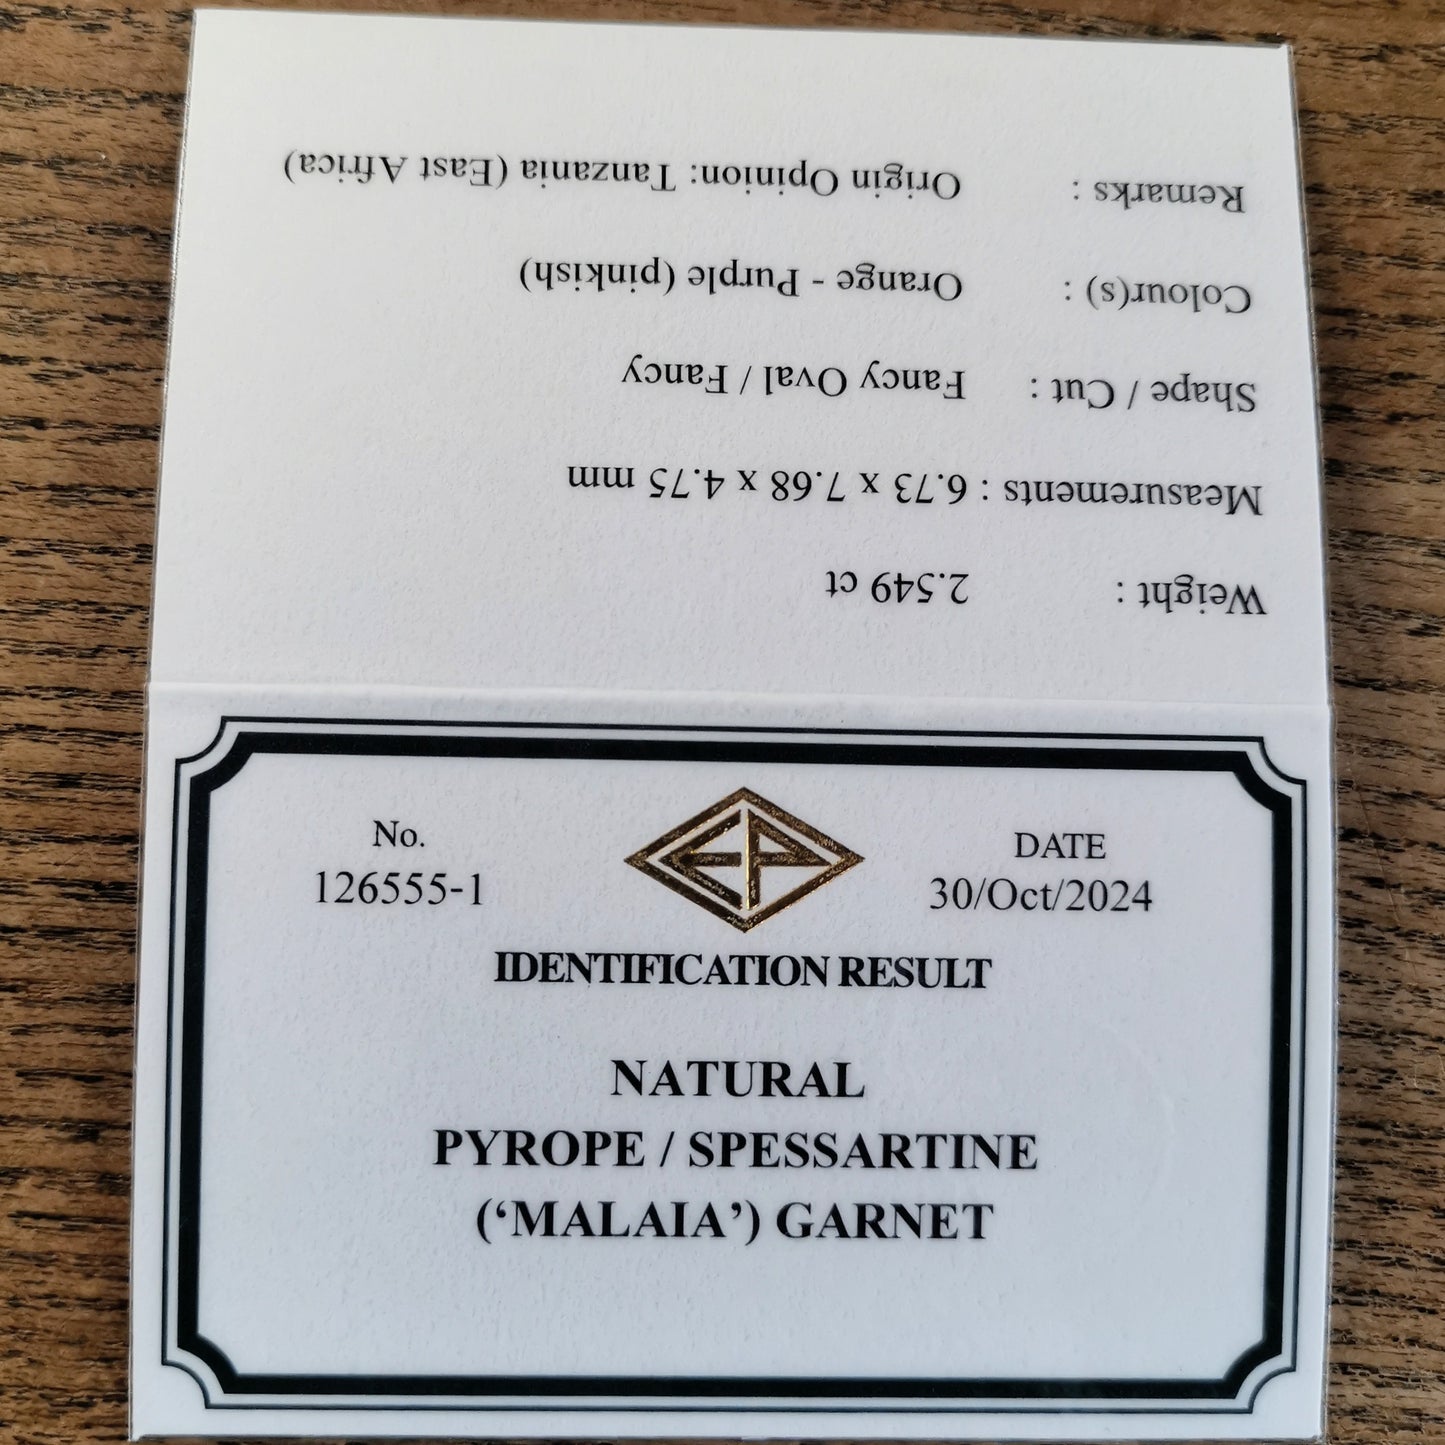 Weight : 2.549 ct
Measurements : 6.73 x 7.68 x 4.75 mm
Shape / Cut : Fancy Oval / Fancy
Colour(s) : Orange - Purple (pinkish)
Remarks : Origin Opinion: Tanzania (East Africa)
No.
126555-1
EP
DATE
30/Oct/2024
IDENTIFICATION RESULT
NATURAL
PYROPE / SPESSARTINE
(‘MALAIA’) GARNET